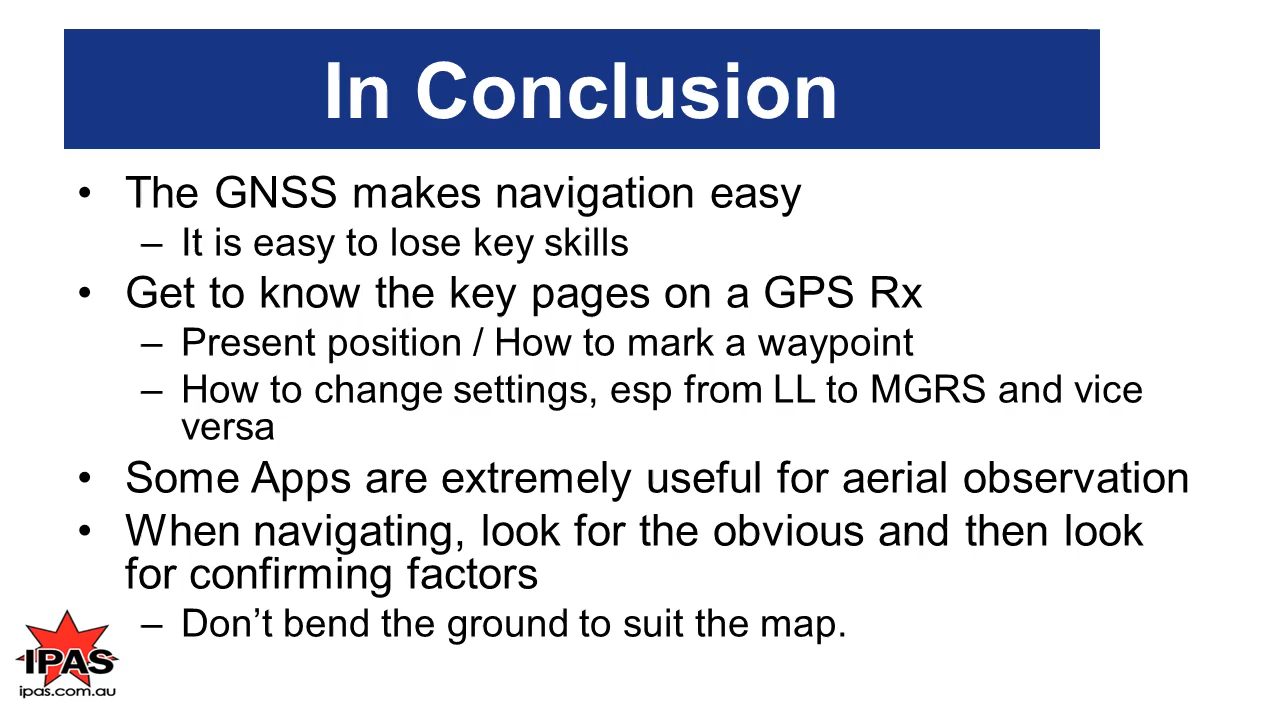 In Conclusion
• The GNSS makes navigation easy
– It is easy to lose key skills
• Get to know the key pages on a GPS Rx
– Present position / How to mark a waypoint
– How to change settings, esp from LL to MGRS and vice
versa
• Some Apps are extremely useful for aerial observation
• When navigating, look for the obvious and then look
for confirming factors
– Don’t bend the ground to suit the map.
IPAS
ipas.com.au